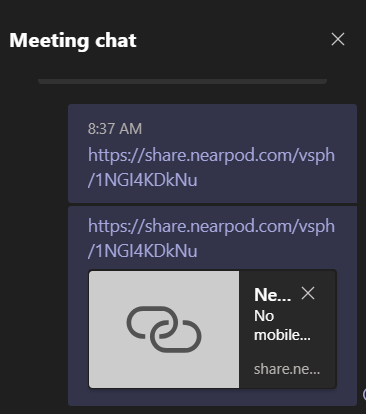 Meeting chat
8:37 AM
https://share.nearpod.com/vsph
/1NGI4KDkNu
https://share.nearpod.com/vsph
/1NGI4KDkNu
Ne...
No
mobile...
share.ne...